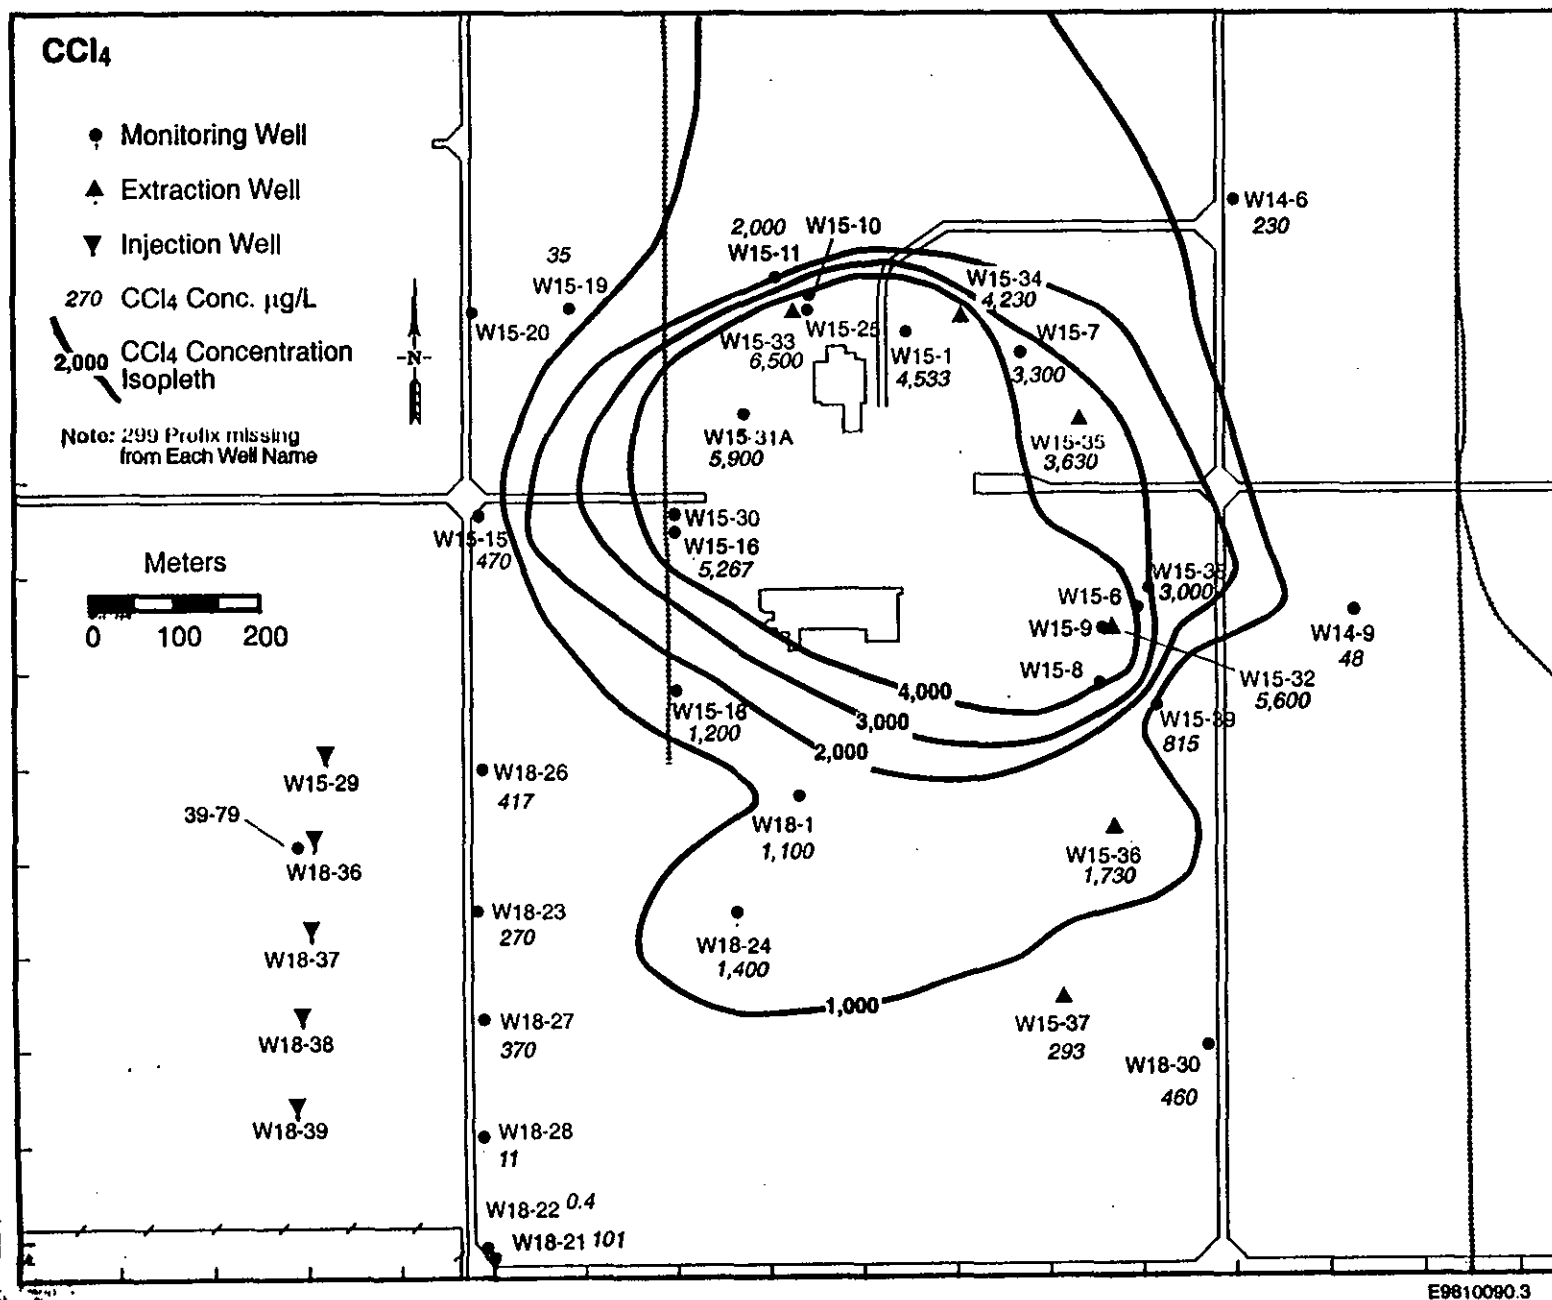 CCl4
Monitoring Well
Extraction Well
Injection Well
270 CCl4 Conc. µg/L
2,000 CCl4 Concentration
Isopleth
Note: 299 Prefix missing
from Each Well Name
-N-
Meters
0 100 200
35
W15-19
W15-20
2,000
W15-10
W15-11
W15-34
4,230
W14-6
230
W15-33
6,500
W15-25
W15-1
4,533
W15-7
3,300
W15-31A
5,900
W15-35
3,630
W15-15
470
W15-30
W15-16
5,267
W15-38
3,000
W15-6
W15-9
W15-8
W14-9
48
W15-32
5,600
W15-39
815
4,000
3,000
2,000
W15-18
1,200
W15-29
39-79
W18-36
W18-37
W18-38
W18-39
W18-26
417
W18-1
1,100
W15-36
1,730
W18-23
270
W18-24
1,400
1,000
W15-37
293
W18-27
370
W18-30
460
W18-28
11
W18-22 0.4
W18-21 101
E9810090.3